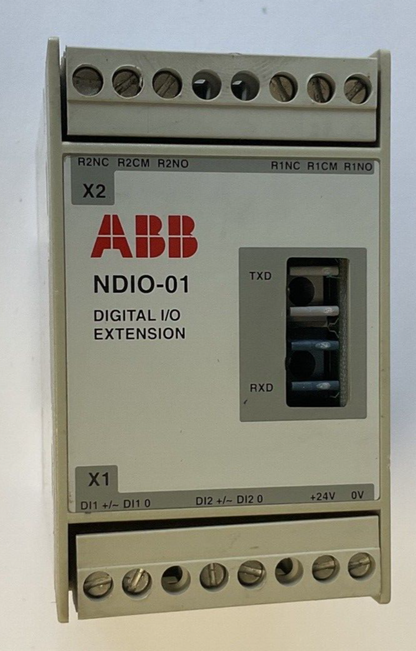 R2NC R2CM R2NO R1NC R1CM R1NO
X2
ABB
NDIO-01
DIGITAL I/O
EXTENSION
TXD
RXD
X1
DI1 +/~ DI1 0 DI2 +/~ DI2 0 +24V 0V